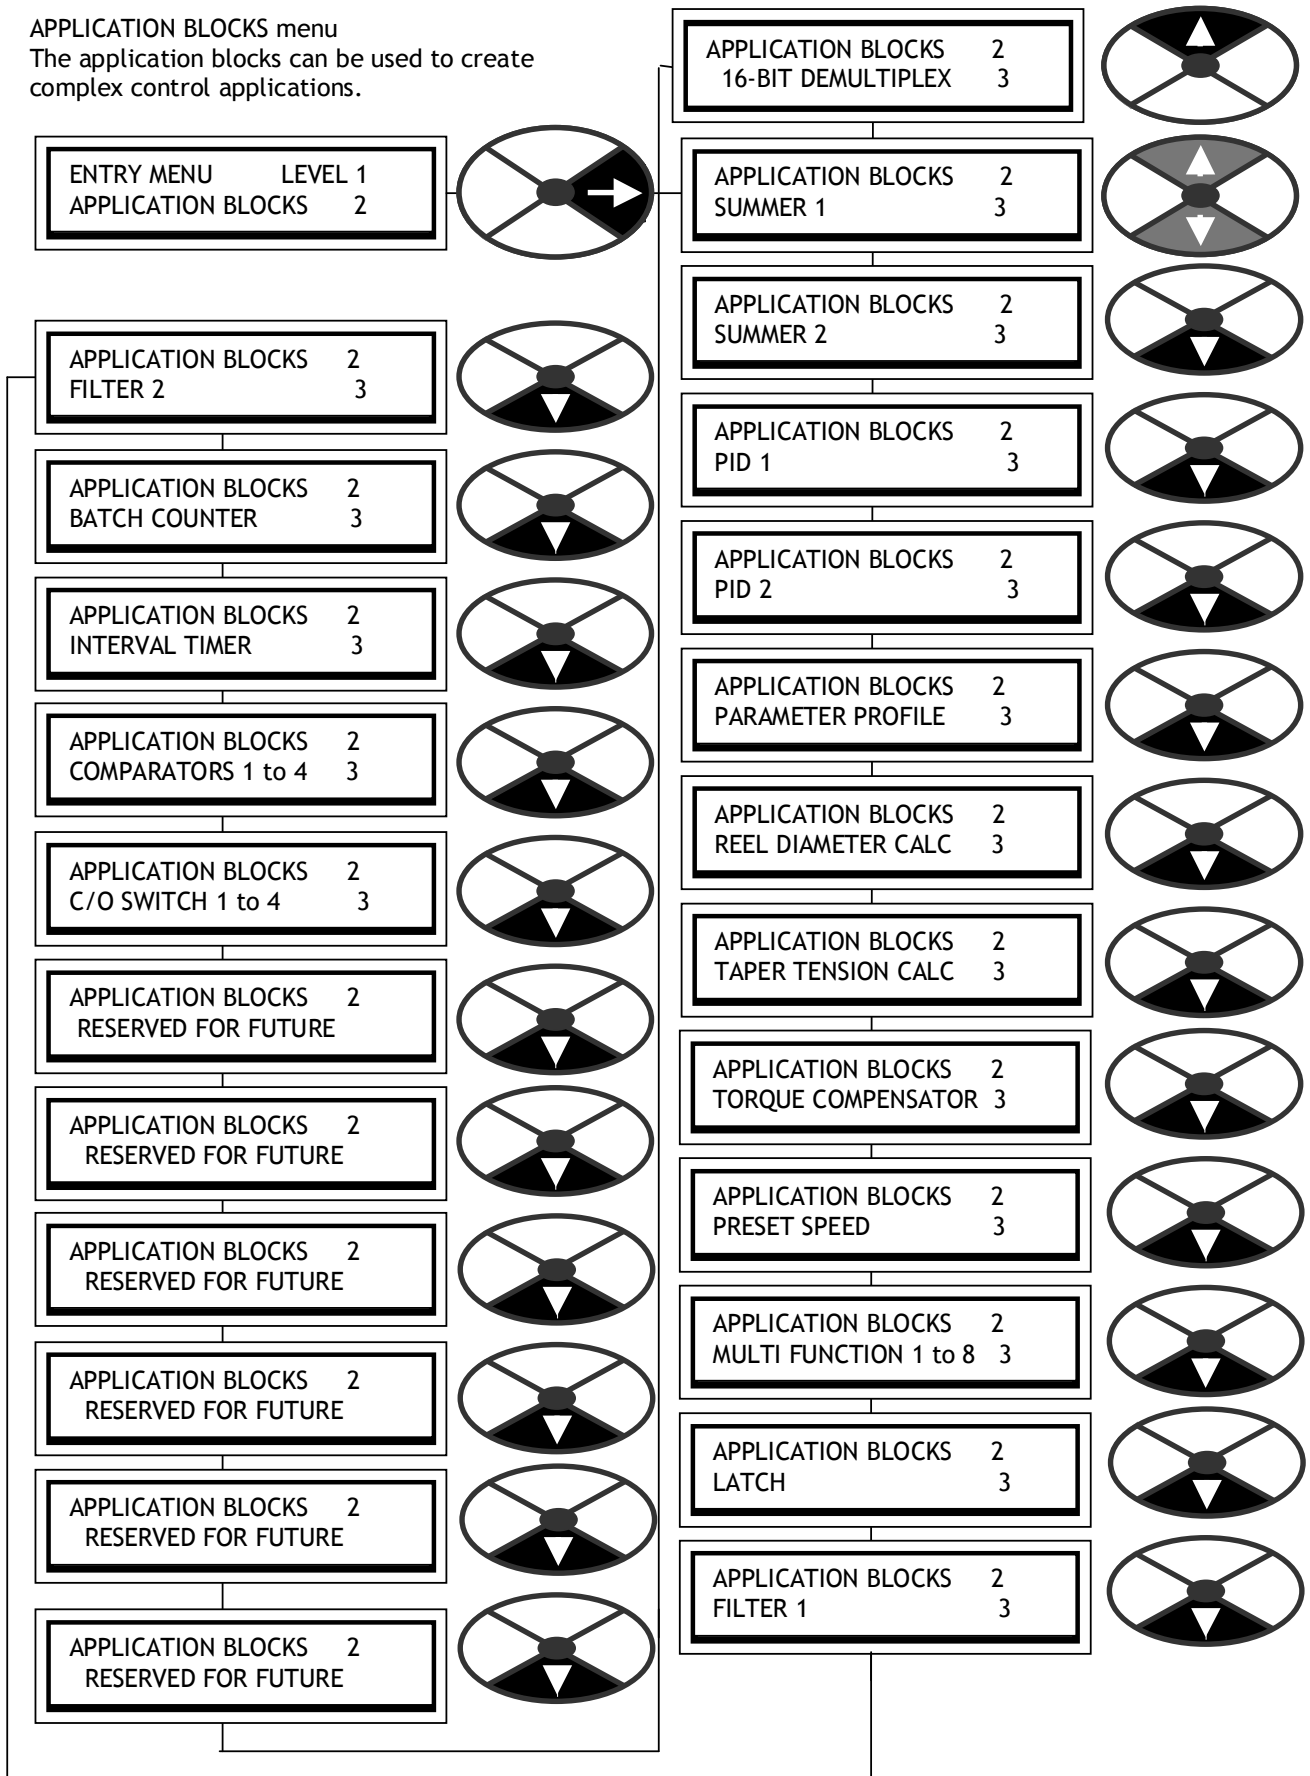 APPLICATION BLOCKS menu
The application blocks can be used to create
complex control applications.
ENTRY MENU LEVEL 1
APPLICATION BLOCKS 2
APPLICATION BLOCKS 2
FILTER 2 3
APPLICATION BLOCKS 2
BATCH COUNTER 3
APPLICATION BLOCKS 2
INTERVAL TIMER 3
APPLICATION BLOCKS 2
COMPARATORS 1 to 4 3
APPLICATION BLOCKS 2
C/O SWITCH 1 to 4 3
APPLICATION BLOCKS 2
RESERVED FOR FUTURE
APPLICATION BLOCKS 2
RESERVED FOR FUTURE
APPLICATION BLOCKS 2
RESERVED FOR FUTURE
APPLICATION BLOCKS 2
RESERVED FOR FUTURE
APPLICATION BLOCKS 2
RESERVED FOR FUTURE
APPLICATION BLOCKS 2
RESERVED FOR FUTURE
APPLICATION BLOCKS 2
16-BIT DEMULTIPLEX 3
APPLICATION BLOCKS 2
SUMMER 1 3
APPLICATION BLOCKS 2
SUMMER 2 3
APPLICATION BLOCKS 2
PID 1 3
APPLICATION BLOCKS 2
PID 2 3
APPLICATION BLOCKS 2
PARAMETER PROFILE 3
APPLICATION BLOCKS 2
REEL DIAMETER CALC 3
APPLICATION BLOCKS 2
TAPER TENSION CALC 3
APPLICATION BLOCKS 2
TORQUE COMPENSATOR 3
APPLICATION BLOCKS 2
PRESET SPEED 3
APPLICATION BLOCKS 2
MULTI FUNCTION 1 to 8 3
APPLICATION BLOCKS 2
LATCH 3
APPLICATION BLOCKS 2
FILTER 1 3